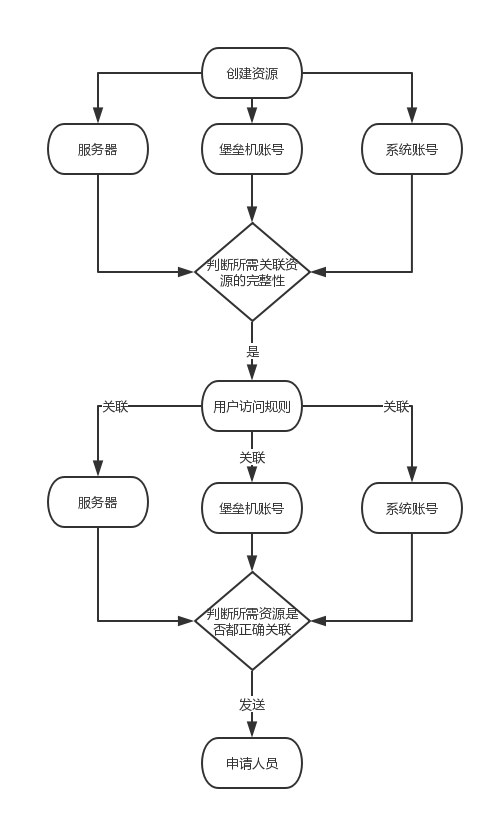 创建资源
服务器
堡垒机账号
系统账号
判断所需关联资
源的完整性
是
用户访问规则
关联
关联
关联
服务器
堡垒机账号
系统账号
判断所需资源是
否都正确关联
发送
申请人员